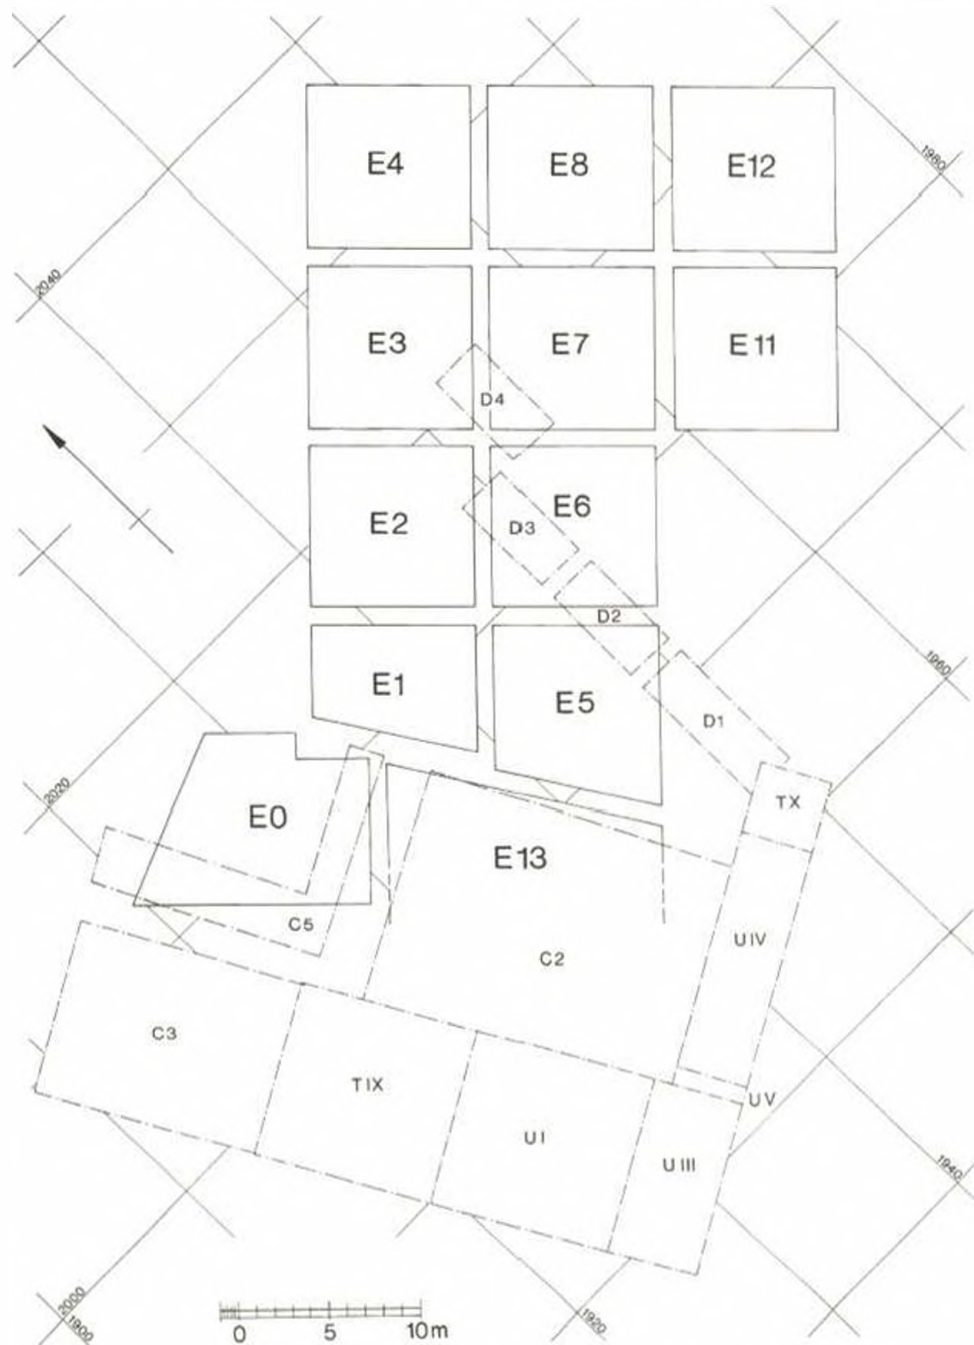 E4 E8 E12
1980
2040
E3 E7 E11
D4
E2 D3 E6
D2
1960
E1 E5 D1
2020
E0 TX
E13
C5 UIV
C2
C3
TIX
UV
UI
UIII
1940
2000
1900
1920
0 5 10m